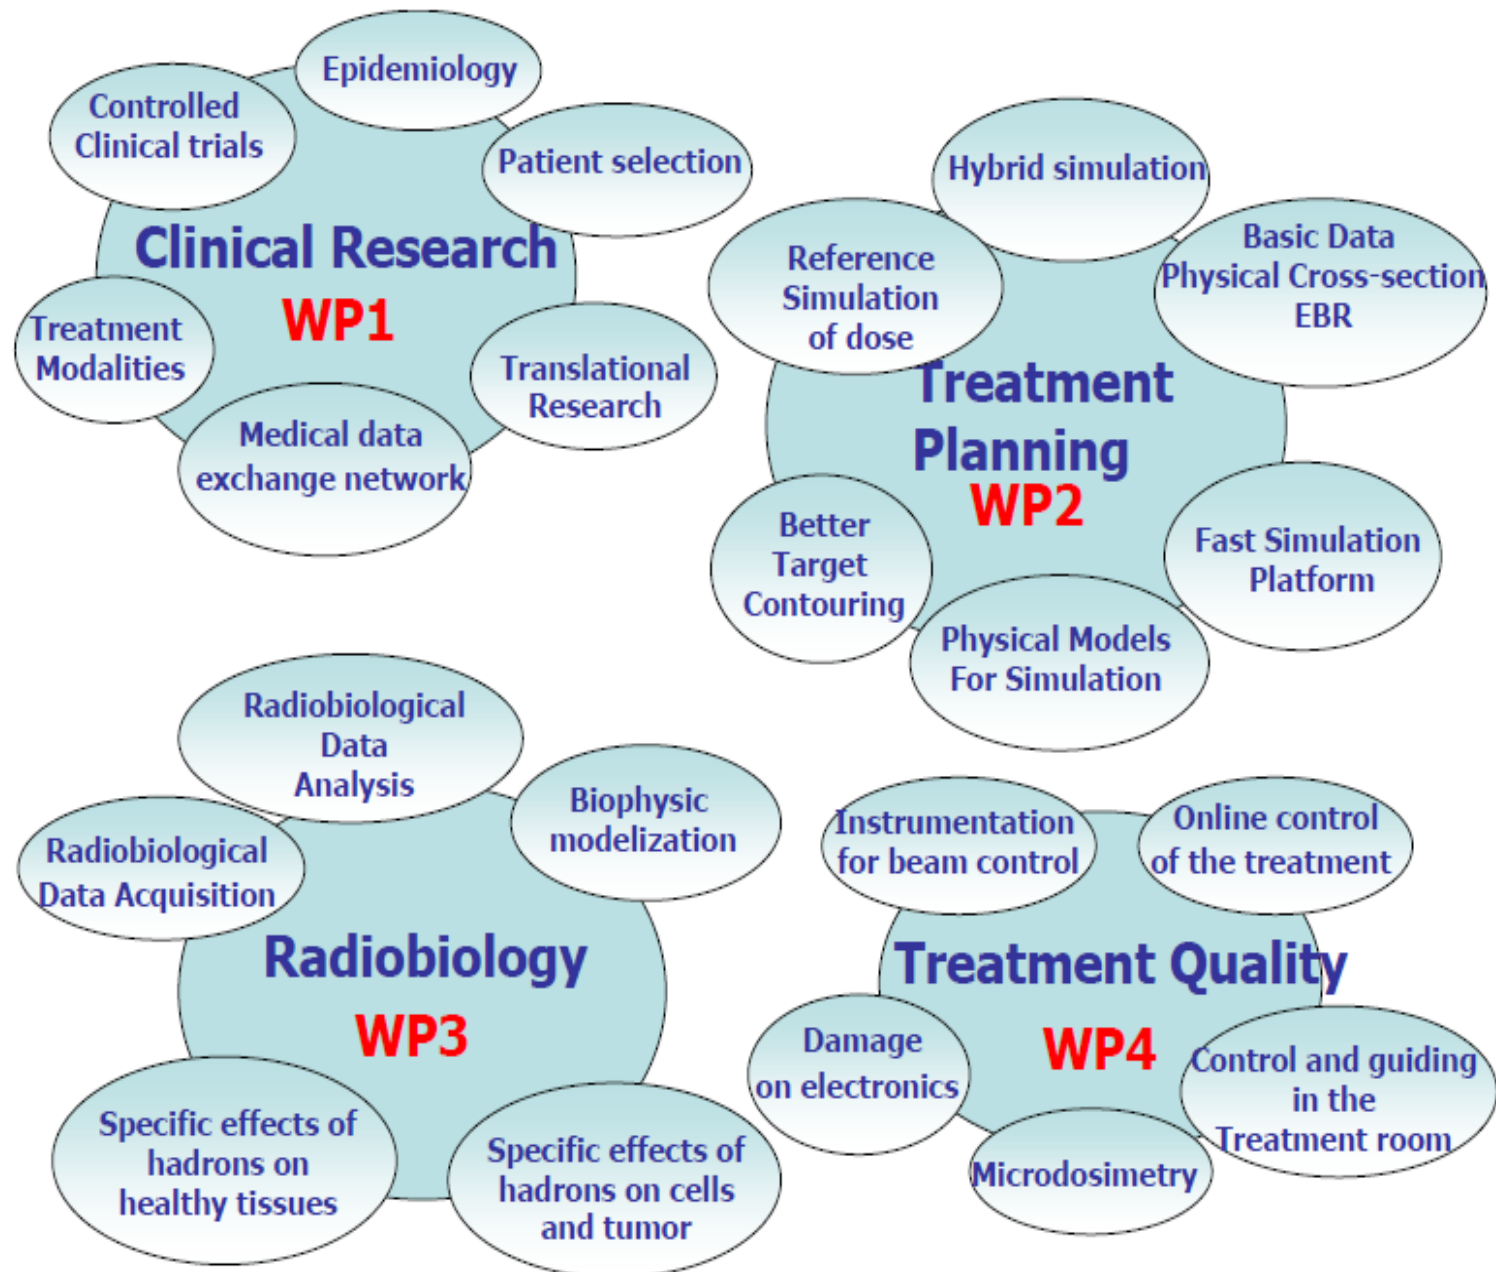 Epidemiology
Controlled
Clinical trials
Patient selection
Clinical Research
WP1
Treatment
Modalities
Translational
Research
Medical data
exchange network
Hybrid simulation
Reference
Simulation
of dose
Basic Data
Physical Cross-section
EBR
Treatment
Planning
WP2
Better
Target
Contouring
Fast Simulation
Platform
Physical Models
For Simulation
Radiobiological
Data
Analysis
Biophysic
modelization
Radiobiological
Data Acquisition
Radiobiology
WP3
Specific effects of
hadrons on
healthy tissues
Specific effects of
hadrons on cells
and tumor
Instrumentation
for beam control
Online control
of the treatment
Treatment Quality
WP4
Damage
on electronics
Control and guiding
in the
Treatment room
Microdosimetry